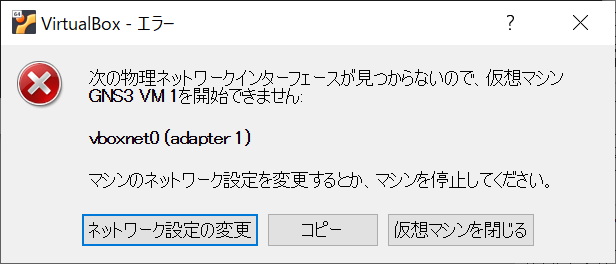 VirtualBox - エラー
次の物理ネットワークインターフェースが見つからないので、仮想マシン
GNS3 VM 1を開始できません:
vboxnet0 (adapter 1)
マシンのネットワーク設定を変更するとか、マシンを停止してください。
ネットワーク設定の変更 コピー 仮想マシンを閉じる